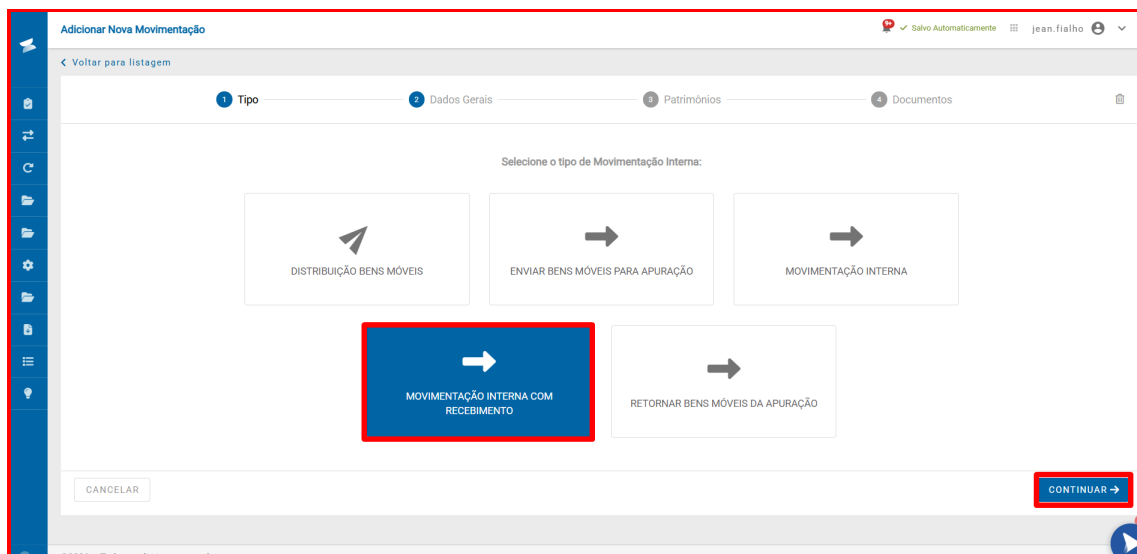 Adicionar Nova Movimentação
9+
Salvo Automaticamente
jean.fialho
Voltar para listagem
1 Tipo
2 Dados Gerais
3 Patrimônios
4 Documentos
Selecione o tipo de Movimentação Interna:
DISTRIBUIÇÃO BENS MÓVEIS
ENVIAR BENS MÓVEIS PARA APURAÇÃO
MOVIMENTAÇÃO INTERNA
MOVIMENTAÇÃO INTERNA COM
RECEBIMENTO
RETORNAR BENS MÓVEIS DA APURAÇÃO
CANCELAR
CONTINUAR